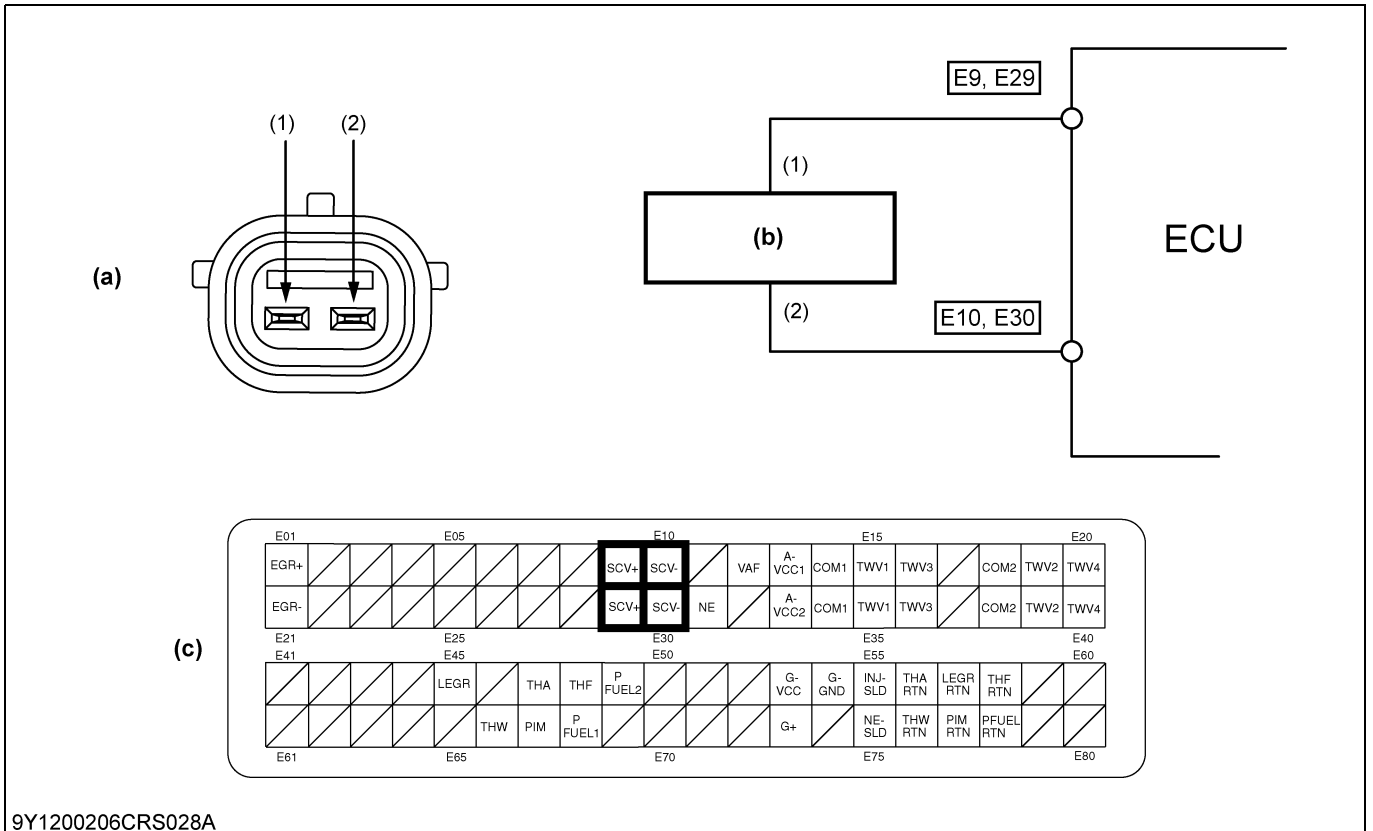 E9, E29
(1) (2)
(1)
(a)
(b)
ECU
(2)
E10, E30
(c)
E01 E05 E10 E15 E20
EGR+ SCV+ SCV- VAF A-VCC1 COM1 TWV1 TWV3 COM2 TWV2 TWV4
EGR- SCV+ SCV- NE A-VCC2 COM1 TWV1 TWV3 COM2 TWV2 TWV4
E21 E25 E30 E35 E40
E41 E45 E50 E55 E60
LEGR THA THF P FUEL2 G-VCC G-GND INJ-SLD THA RTN LEGR RTN THF RTN
THW PIM P FUEL1 G+ NE-SLD THW RTN PIM RTN PFUEL RTN
E61 E65 E70 E75 E80
9Y1200206CRS028A